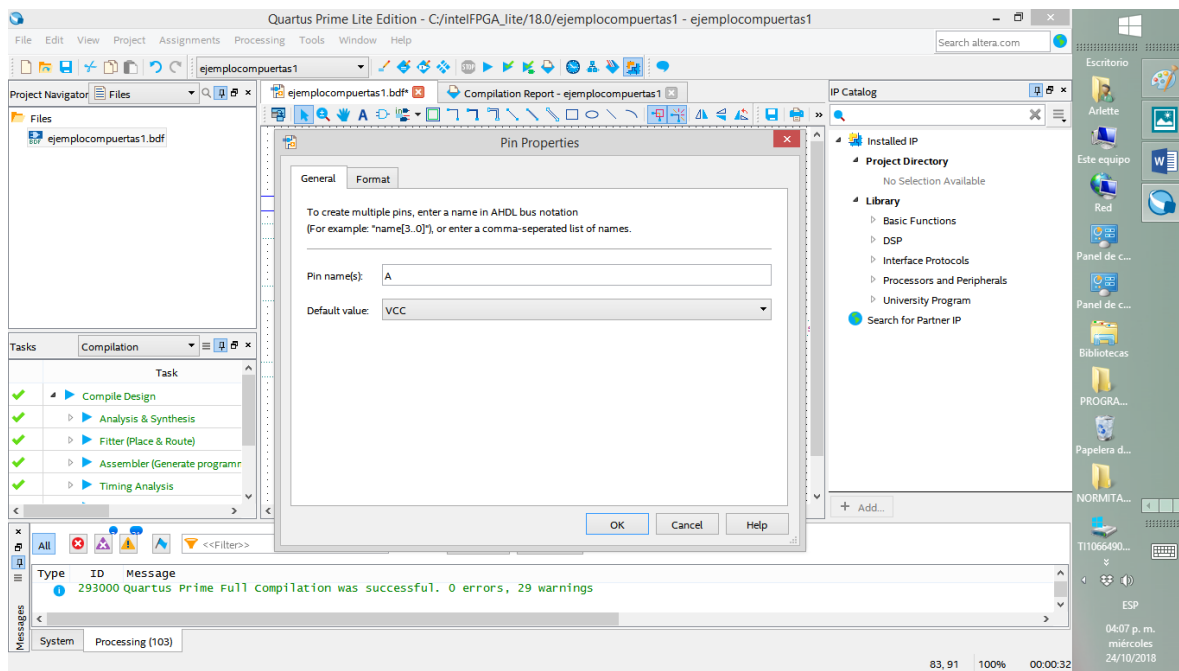 Quartus Prime Lite Edition - C:/intelFPGA_lite/18.0/ejemplocompuertas1 - ejemplocompuertas1
File Edit View Project Assignments Processing Tools Window Help
Search altera.com
ejemplocompuertas1
Project Navigator Files
ejemplocompuertas1.bdf*
Compilation Report - ejemplocompuertas1
IP Catalog
Files
ejemplocompuertas1.bdf
Pin Properties
General Format
To create multiple pins, enter a name in AHDL bus notation
(For example: "name[3..0]"), or enter a comma-seperated list of names.
Pin name(s): A
Default value: VCC
OK Cancel Help
Installed IP
Project Directory
No Selection Available
Library
Basic Functions
DSP
Interface Protocols
Processors and Peripherals
University Program
Search for Partner IP
+ Add...
Tasks Compilation
Task
Compile Design
Analysis & Synthesis
Fitter (Place & Route)
Assembler (Generate programm
Timing Analysis
All
<<Filter>>
Type ID Message
293000 Quartus Prime Full Compilation was successful. 0 errors, 29 warnings
Messages
System Processing (103)
83, 91 100% 00:00:32
Escritorio
Arlette
Este equipo
Red
Panel de c...
Panel de c...
Bibliotecas
PROGRA...
Papelera d...
NORMITA...
TI1066490...
ESP
04:07 p. m.
miércoles
24/10/2018